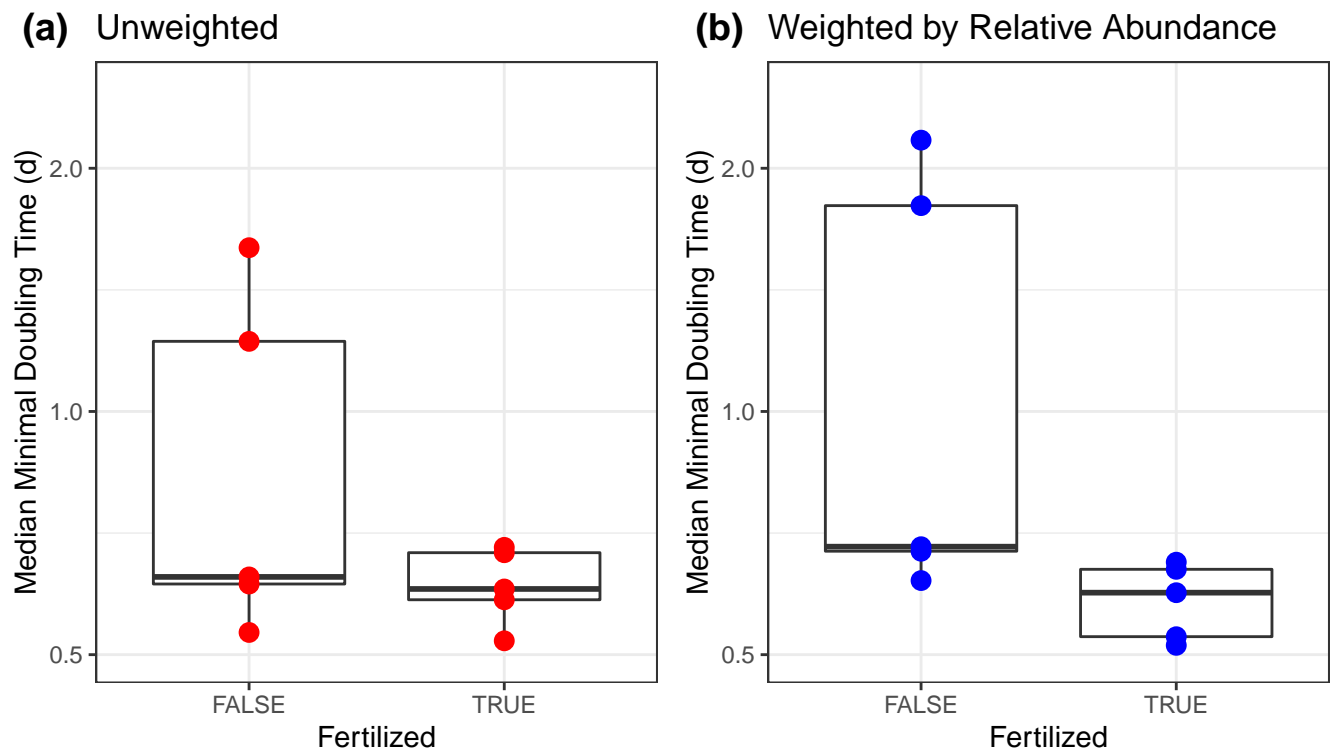 (a) Unweighted
Median Minimal Doubling Time (d)
2.0
1.0
0.5
FALSE TRUE
Fertilized
(b) Weighted by Relative Abundance
Median Minimal Doubling Time (d)
2.0
1.0
0.5
FALSE TRUE
Fertilized